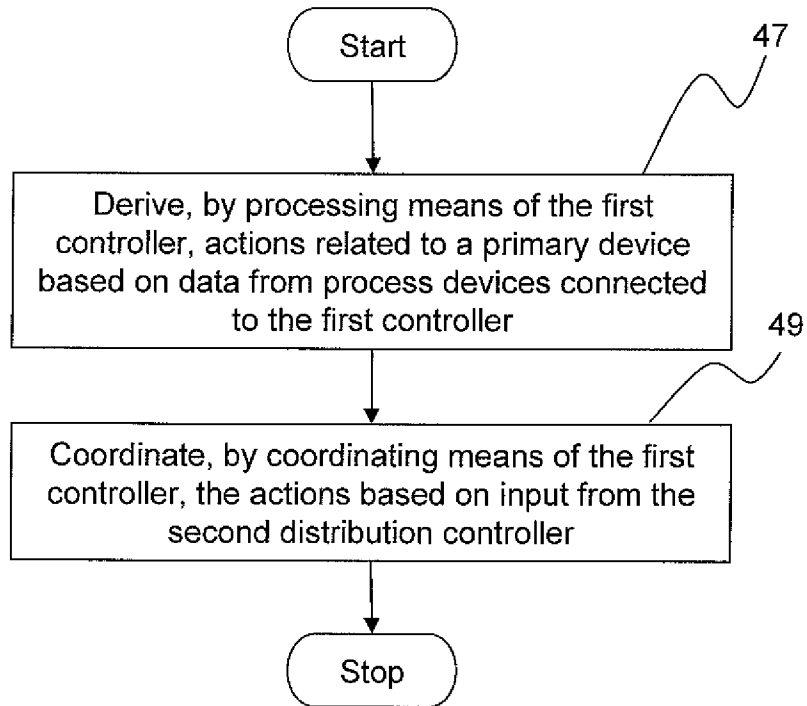 Start
47
Derive, by processing means of the first
controller, actions related to a primary device
based on data from process devices connected
to the first controller
49
Coordinate, by coordinating means of the first
controller, the actions based on input from the
second distribution controller
Stop